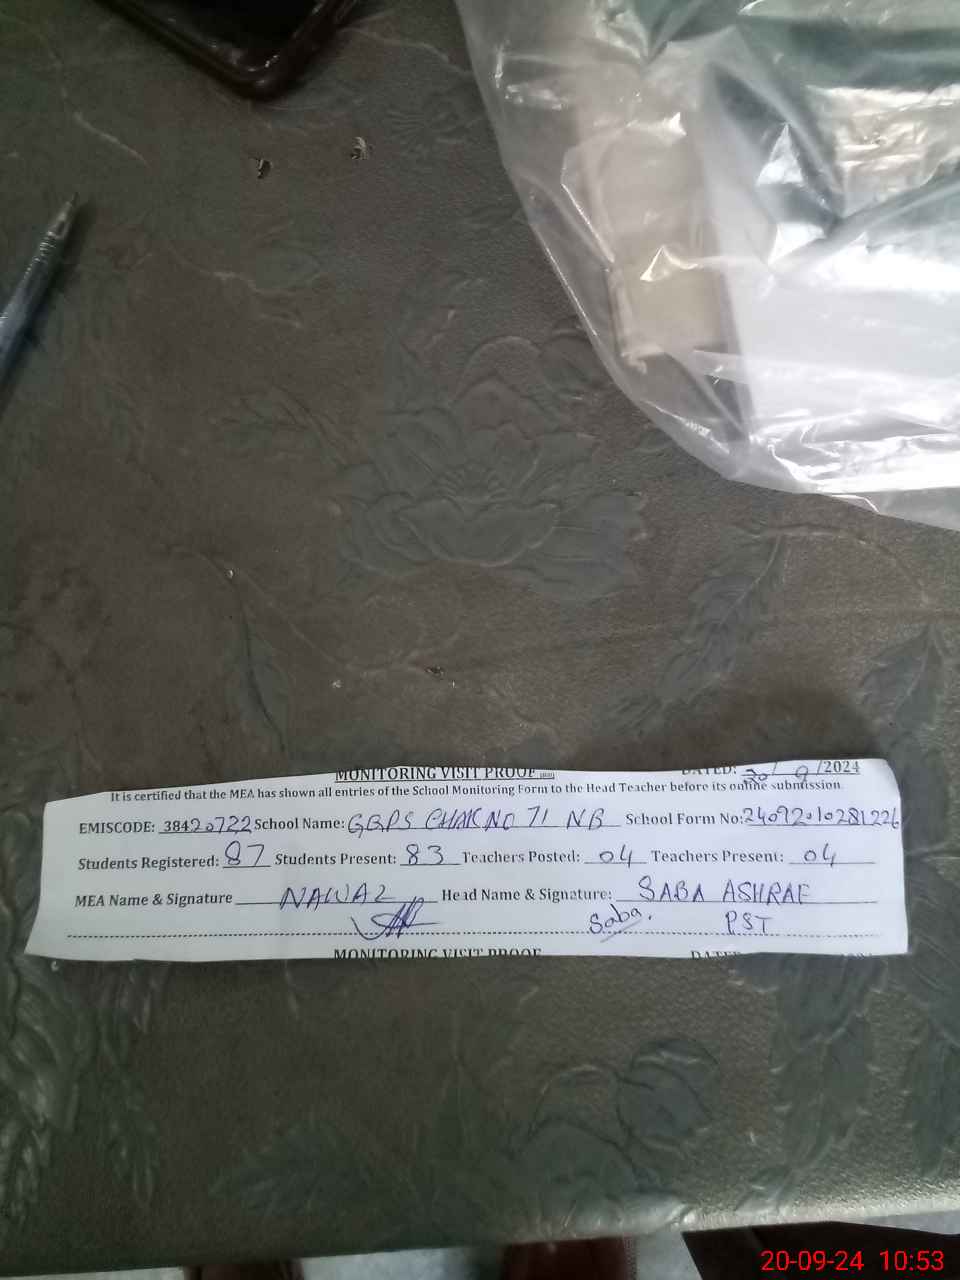 MONITORING VISIT PROOF DATED: 20/9/2024
It is certified that the MEA has shown all entries of the School Monitoring Form to the Head Teacher before its online submission.
EMISCODE: 38420722 School Name: GBPS CHAK NO 71 NB School Form No: 24092010281226
Students Registered: 87 Students Present: 83 Teachers Posted: 04 Teachers Present: 04
MEA Name & Signature NAWAZ Head Name & Signature: SABA ASHRAF
Saba. PST
MONITORING VISIT PROOF
20-09-24 10:53